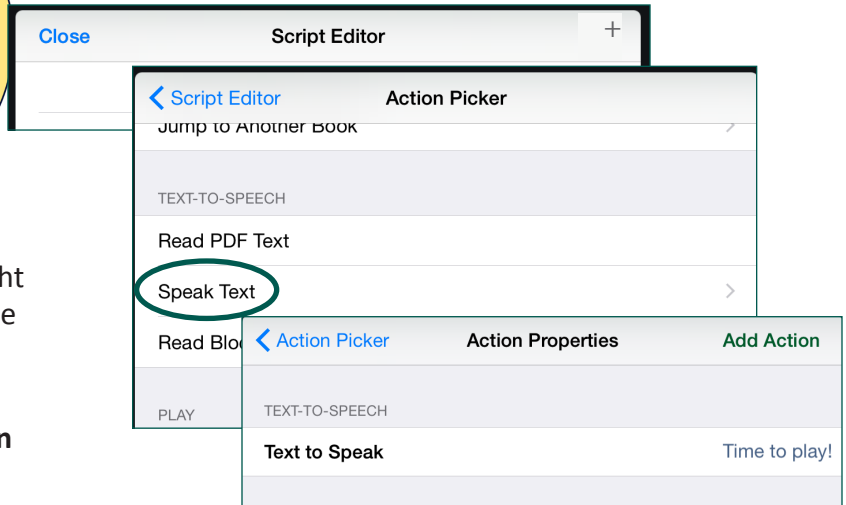 Close Script Editor +
Script Editor Action Picker
Jump to Another Book
TEXT-TO-SPEECH
Read PDF Text
Speak Text
Read Blo
PLAY
Action Picker Action Properties Add Action
TEXT-TO-SPEECH
Text to Speak Time to play!
ht
e
n